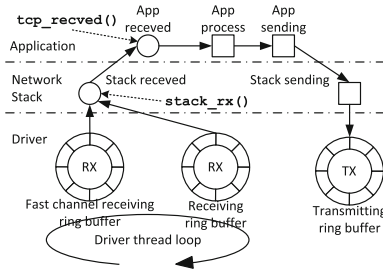 tcp_recved()
App
receved
App
process
App
sending
Application
Network
Stack
Stack receved
Stack sending
stack_rx()
Driver
RX
RX
TX
Fast channel receiving
ring buffer
Receiving
ring buffer
Transmitting
ring buffer
Driver thread loop